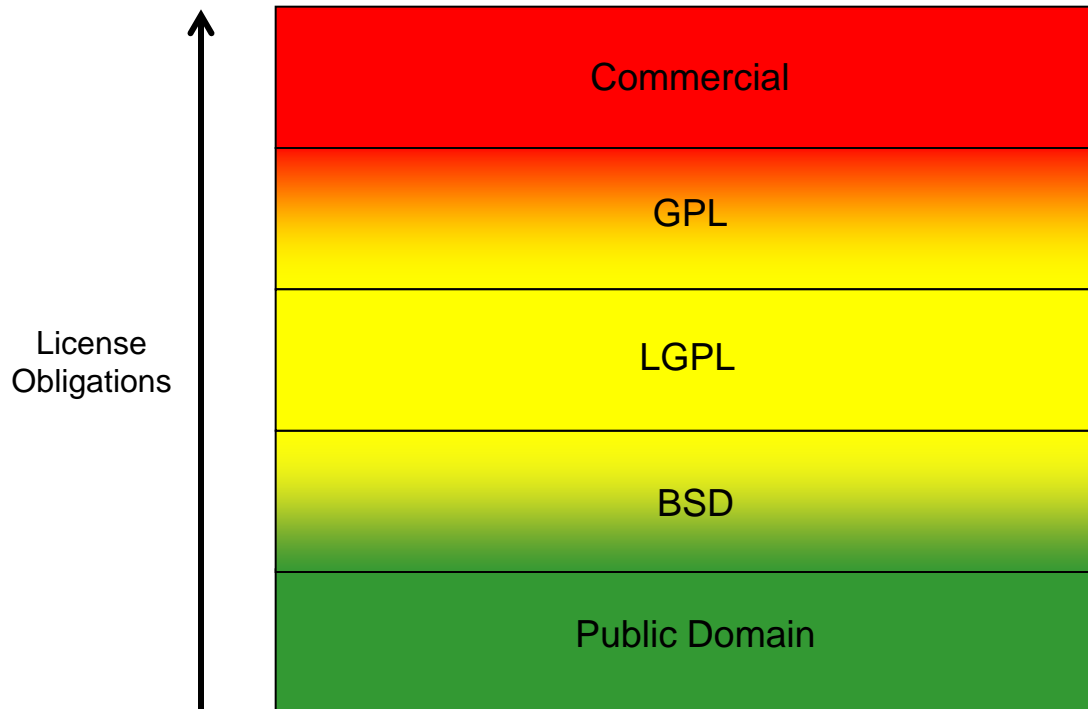 Commercial
GPL
License
Obligations
LGPL
BSD
Public Domain